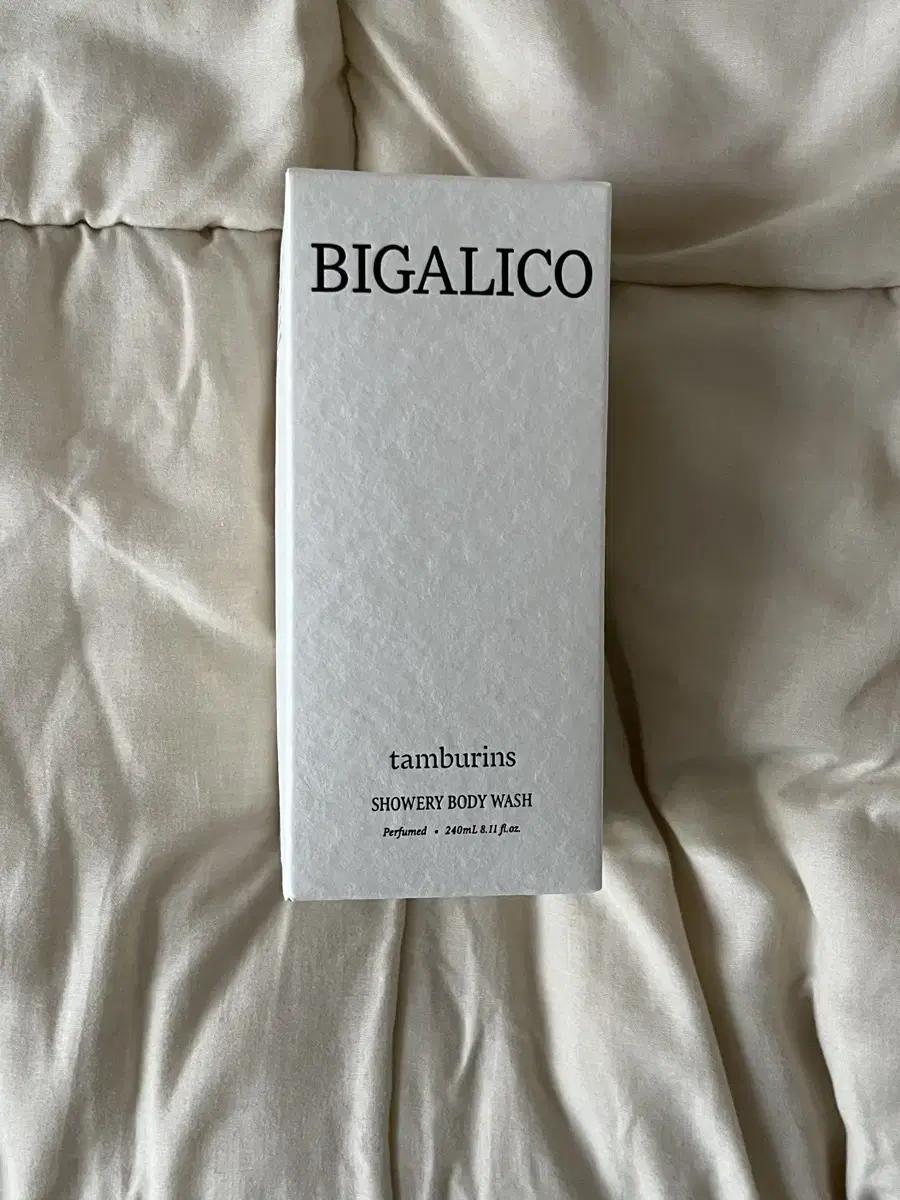 BIGALICO
tamburins
SHOWERY BODY WASH
Perfumed • 240mL 8.11 fl.oz.